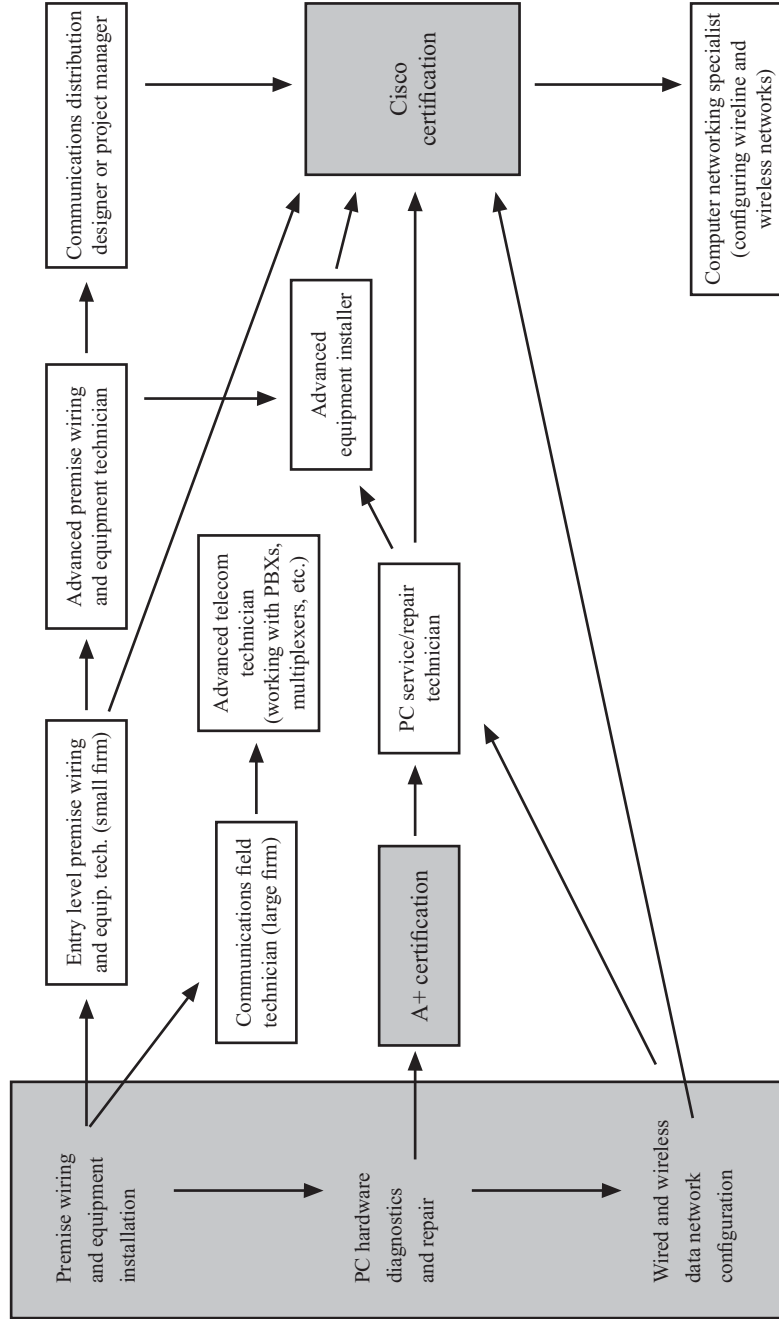 Premise wiring
and equipment
installation
PC hardware
diagnostics
and repair
Wired and wireless
data network
configuration
Entry level premise wiring
and equip. tech. (small firm)
Communications field
technician (large firm)
A+ certification
Advanced premise wiring
and equipment technician
Advanced telecom
technician
(working with PBXs,
multiplexers, etc.)
PC service/repair
technician
Advanced
equipment installer
Communications distribution
designer or project manager
Cisco
certification
Computer networking specialist
(configuring wireline and
wireless networks)